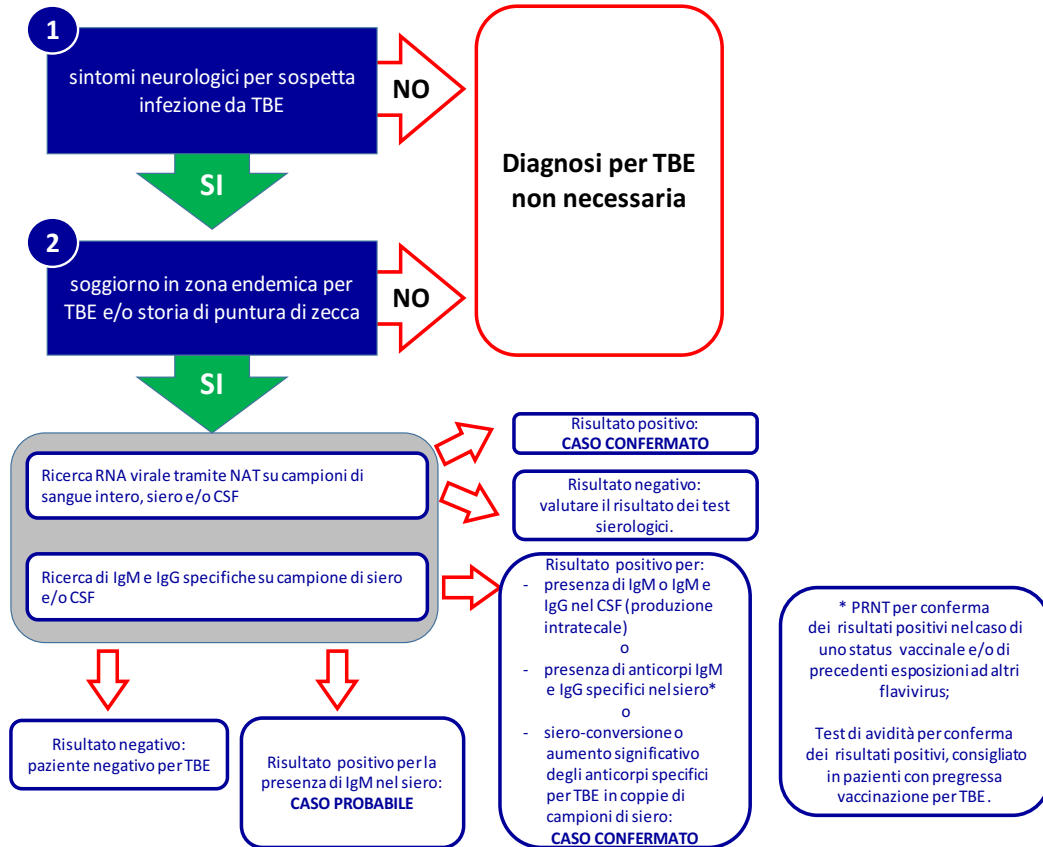 1
sintomi neurologici per sospetta
infezione da TBE
NO
Diagnosi per TBE
non necessaria
SI
2
soggiorno in zona endemica per
TBE e/o storia di puntura di zecca
NO
SI
Ricerca RNA virale tramite NAT su campioni di
sangue intero, siero e/o CSF
Risultato positivo:
CASO CONFERMATO
Risultato negativo:
valutare il risultato dei test
sierologici.
Ricerca di IgM e IgG specifiche su campione di siero
e/o CSF
Risultato positivo per:
- presenza di IgM o IgM e
IgG nel CSF (produzione
intratecale)
o
- presenza di anticorpi IgM
e IgG specifici nel siero*
o
- siero-conversione o
aumento significativo
degli anticorpi specifici
per TBE in coppie di
campioni di siero:
CASO CONFERMATO
* PRNT per conferma
dei risultati positivi nel caso di
uno status vaccinale e/o di
precedenti esposizioni ad altri
flavivirus;
Test di avidità per conferma
dei risultati positivi, consigliato
in pazienti con pregressa
vaccinazione per TBE.
Risultato negativo:
paziente negativo per TBE
Risultato positivo per la
presenza di IgM nel siero:
CASO PROBABILE